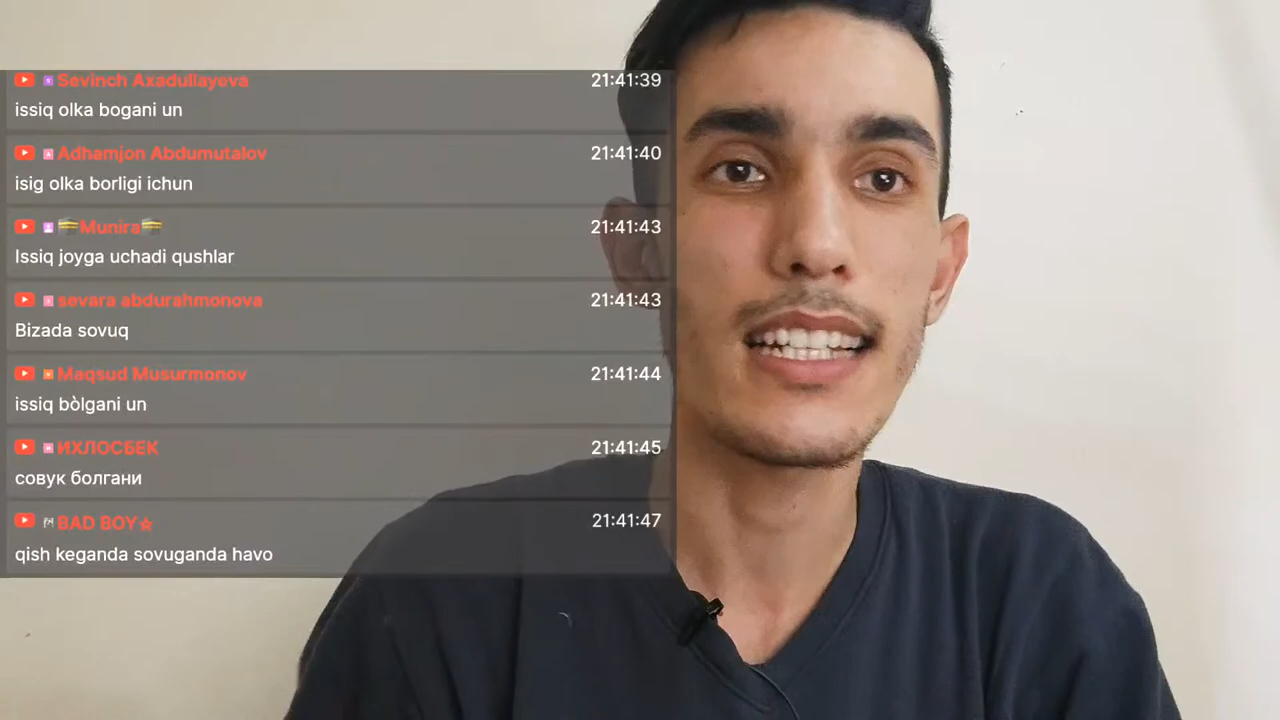 Sevinch Axadullayeva 21:41:39
issiq olka bogani un
Adhamjon Abdumutalov 21:41:40
isig olka borligi ichun
Munira 21:41:43
Issiq joyga uchadi qushlar
sevara abdurahmonova 21:41:43
Bizada sovuq
Maqsud Musurmonov 21:41:44
issiq bòlgani un
ИХЛОСБЕК 21:41:45
совук болгани
BAD BOY☆ 21:41:47
qish keganda sovuganda havo